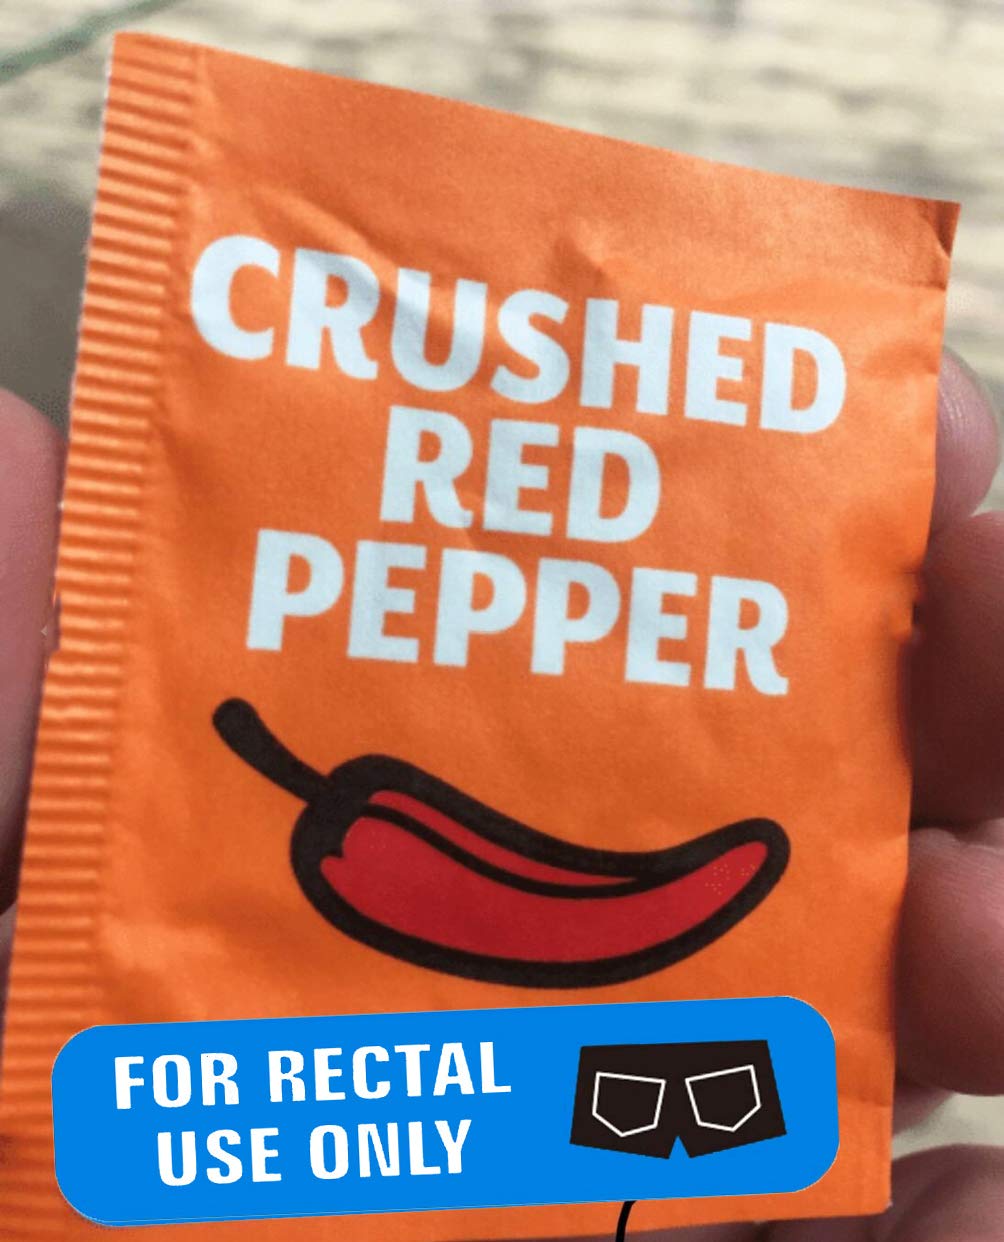 CRUSHED
RED
PEPPER
FOR RECTAL
USE ONLY